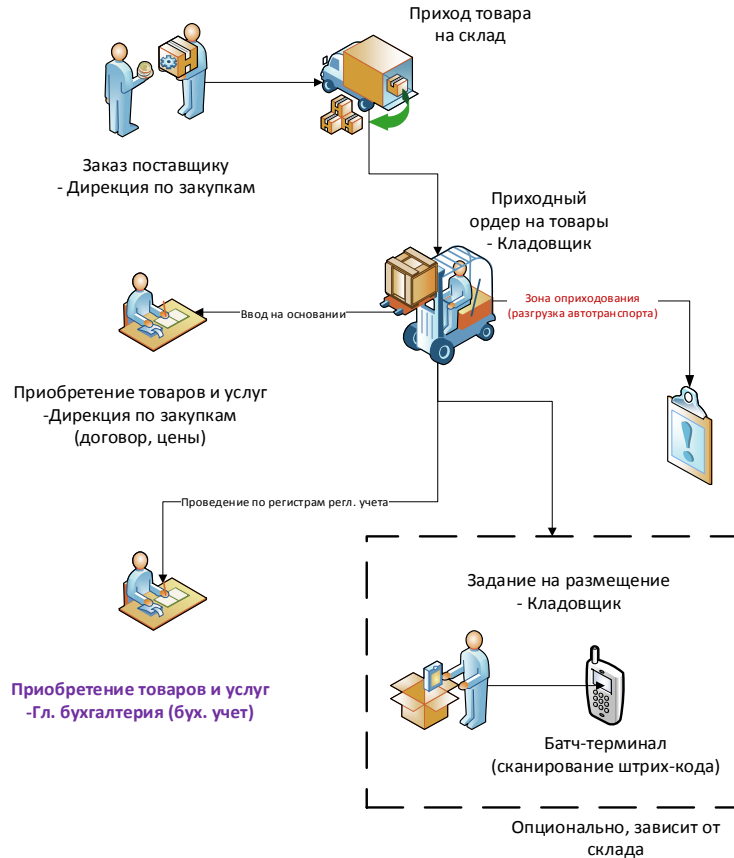 Приход товара
на склад
Заказ поставщику
- Дирекция по закупкам
Приходный
ордер на товары
- Кладовщик
Зона оприходования
(разгрузка автотранспорта)
Ввод на основании
Приобретение товаров и услуг
-Дирекция по закупкам
(договор, цены)
Проведение по регистрам регл. учета
Задание на размещение
- Кладовщик
Приобретение товаров и услуг
-Гл. бухгалтерия (бух. учет)
Батч-терминал
(сканирование штрих-кода)
Опционально, зависит от
склада